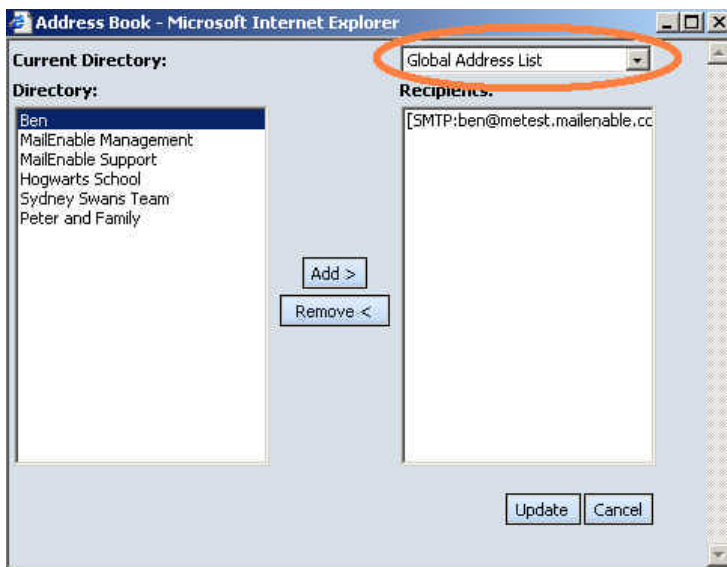 Address Book - Microsoft Internet Explorer
Current Directory:
Global Address List
Directory:
Recipients:
Ben
MailEnable Management
MailEnable Support
Hogwarts School
Sydney Swans Team
Peter and Family
[SMTP:ben@metest.mailenable.cc
Add >
Remove <
Update
Cancel